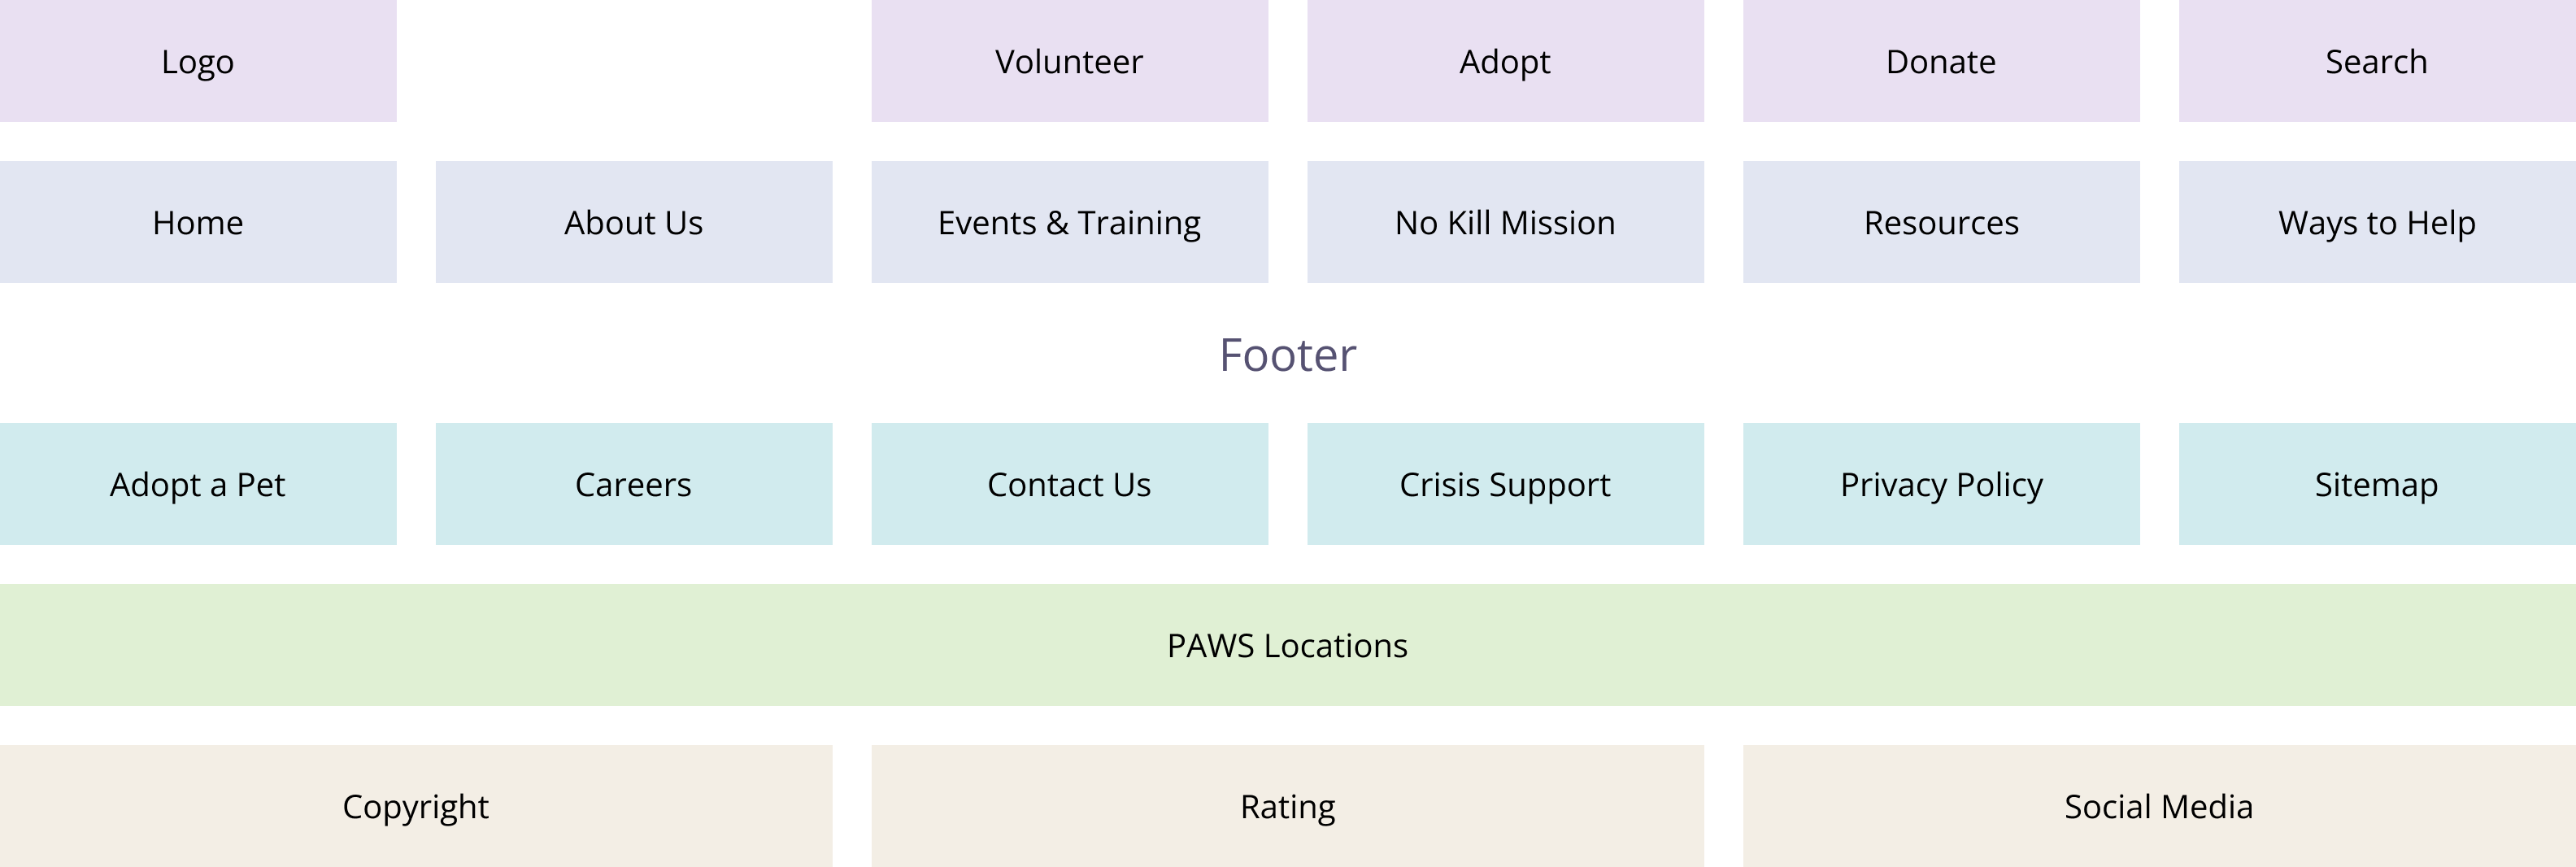 Logo
Volunteer
Adopt
Donate
Search
Home
About Us
Events & Training
No Kill Mission
Resources
Ways to Help
Footer
Adopt a Pet
Careers
Contact Us
Crisis Support
Privacy Policy
Sitemap
PAWS Locations
Copyright
Rating
Social Media